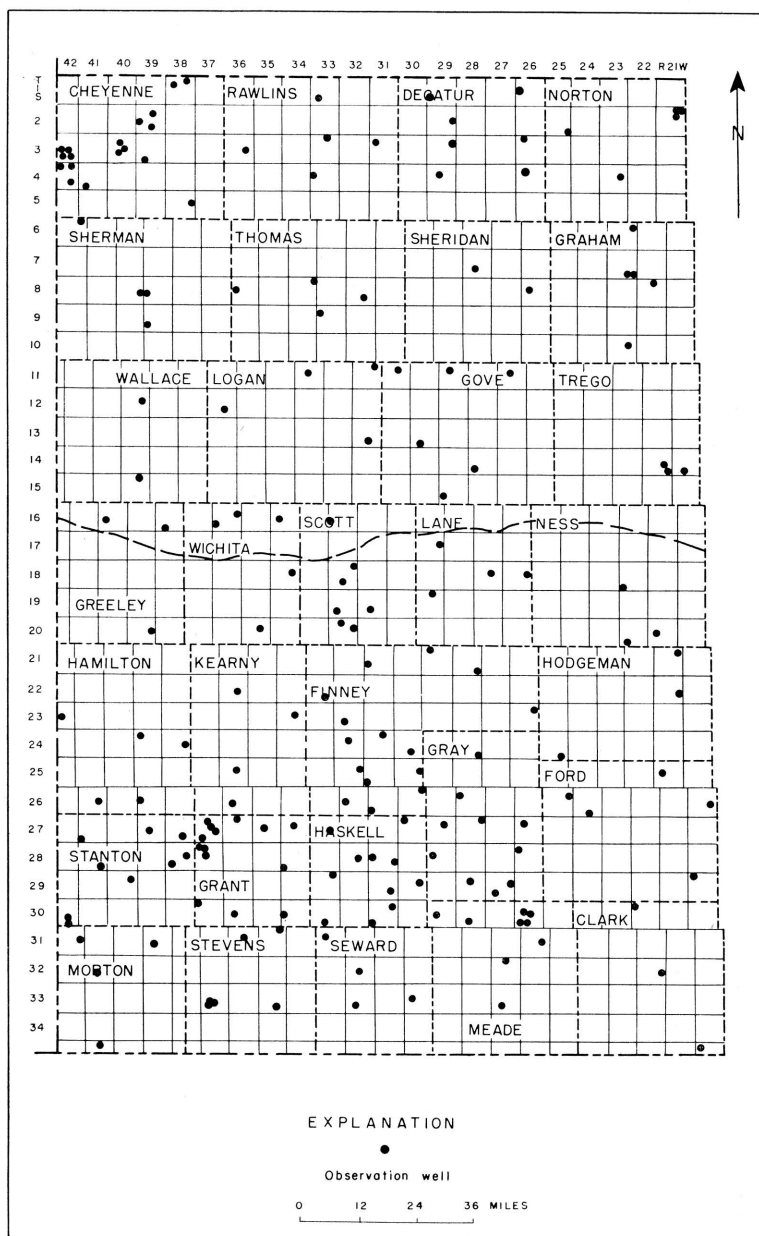 42 41 40 39 38 37 36 35 34 33 32 31 30 29 28 27 26 25 24 23 22 R21W
T
1
S
CHEYENNE RAWLINS DECATUR NORTON
2
N
3
4
5
6
SHERMAN THOMAS SHERIDAN GRAHAM
7
8
9
10
11
WALLACE LOGAN GOVE TREGO
12
13
14
15
16
SCOTT LANE NESS
17
WICHITA
18
19
GREELEY
20
21
HAMILTON KEARNY HODGEMAN
22
FINNEY
23
24
GRAY
25
FORD
26
27
HASKELL
28
STANTON
29
GRANT
30
CLARK
31
STEVENS SEWARD
32
MORTON
33
34
MEADE
EXPLANATION
Observation well
0 12 24 36 MILES